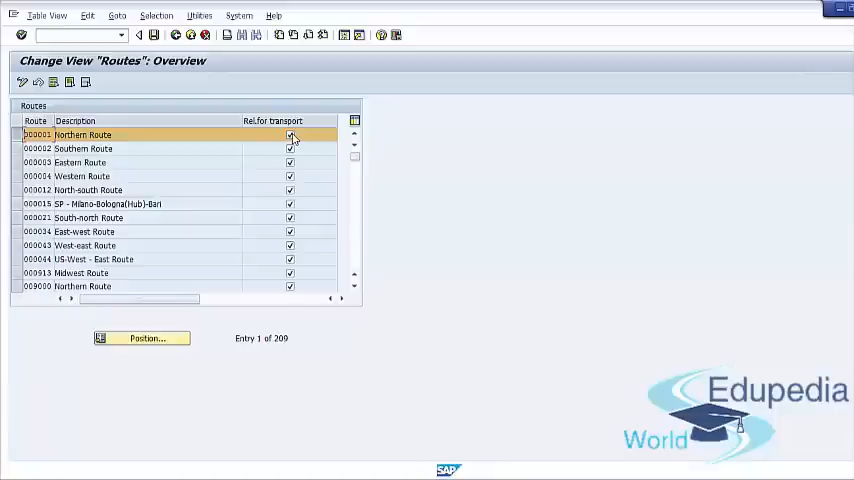 Table View Edit Goto Selection Utilities System Help
Change View "Routes": Overview
Routes
Route Description Rel.for transport
000001 Northern Route
000002 Southern Route
000003 Eastern Route
000004 Western Route
000012 North-south Route
000015 SP - Milano-Bologna(Hub)-Bari
000021 South-north Route
000034 East-west Route
000043 West-east Route
000044 US-West - East Route
000913 Midwest Route
009000 Northern Route
Position... Entry 1 of 209
Edupedia
World
SAP